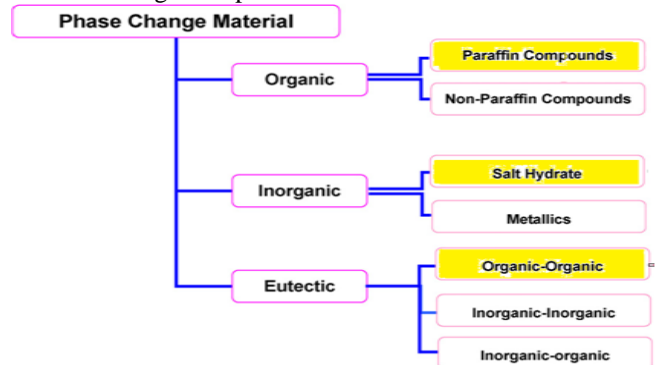 Phase Change Material
Paraffin Compounds
Organic
Non-Paraffin Compounds
Salt Hydrate
Inorganic
Metallics
Organic-Organic
Eutectic
Inorganic-Inorganic
Inorganic-organic